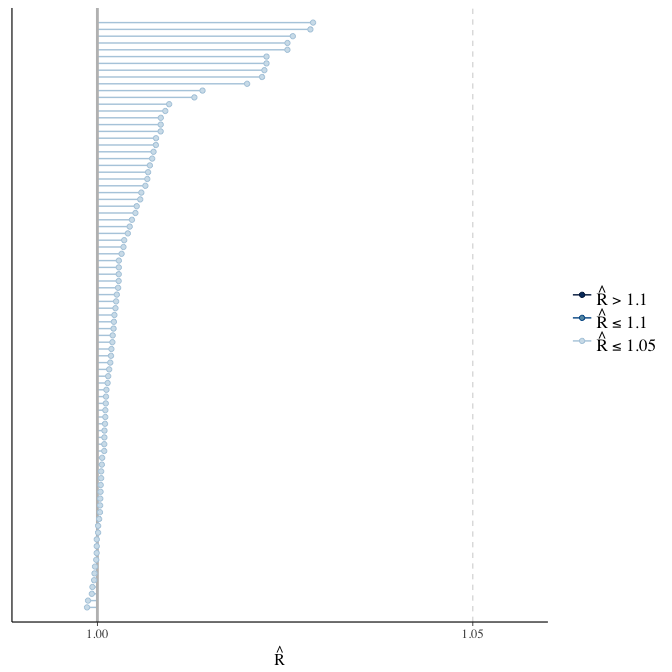 R̂ > 1.1
R̂ ≤ 1.1
R̂ ≤ 1.05
1.00 1.05
R̂